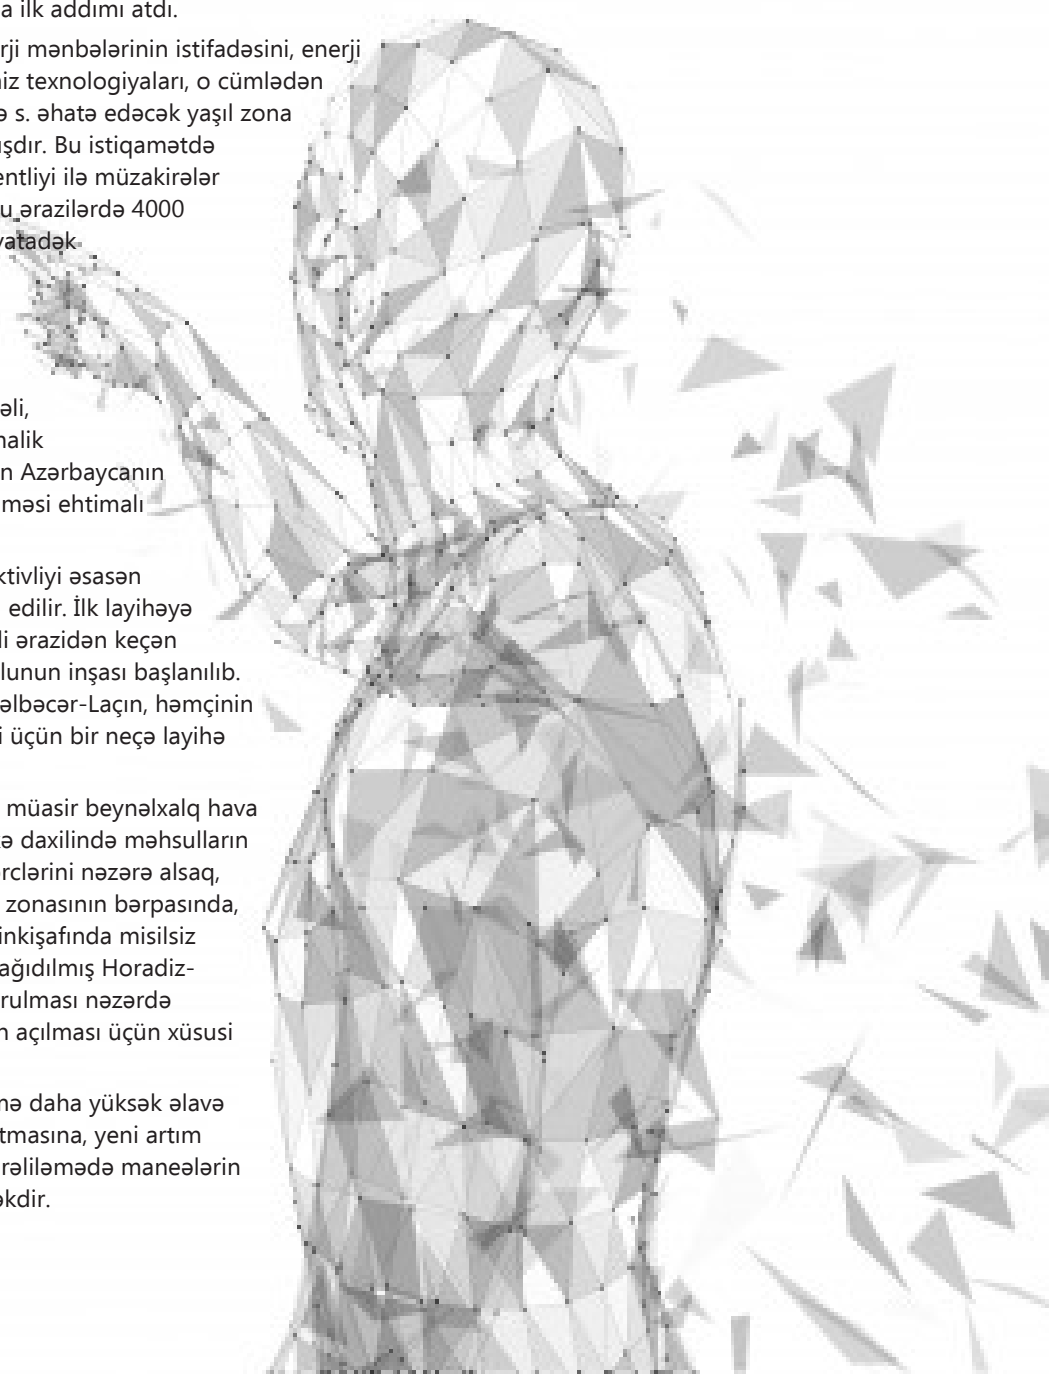 a ilk addımı atdı.
rji mənbələrinin istifadəsini, enerji
iz texnologiyaları, o cümlədən
ə s. əhatə edəcək yaşıl zona
şdır. Bu istiqamətdə
entliyi ilə müzakirələr
u ərazilərdə 4000
yatadək
əli,
nalik
n Azərbaycanın
məsi ehtimalı
ktivliyi əsasən
edilir. İlk layihəyə
li ərazidən keçən
lunun inşası başlanılıb.
əlbəcər-Laçın, həmçinin
i üçün bir neçə layihə
müasir beynəlxalq hava
ə daxilində məhsulların
ərclərini nəzərə alsaq,
zonasının bərpasında,
inkişafında misilsiz
ağıdılmış Horadiz-
rulması nəzərdə
n açılması üçün xüsusi
nə daha yüksək əlavə
tmasına, yeni artım
rəliləmədə maneələrin
əkdir.